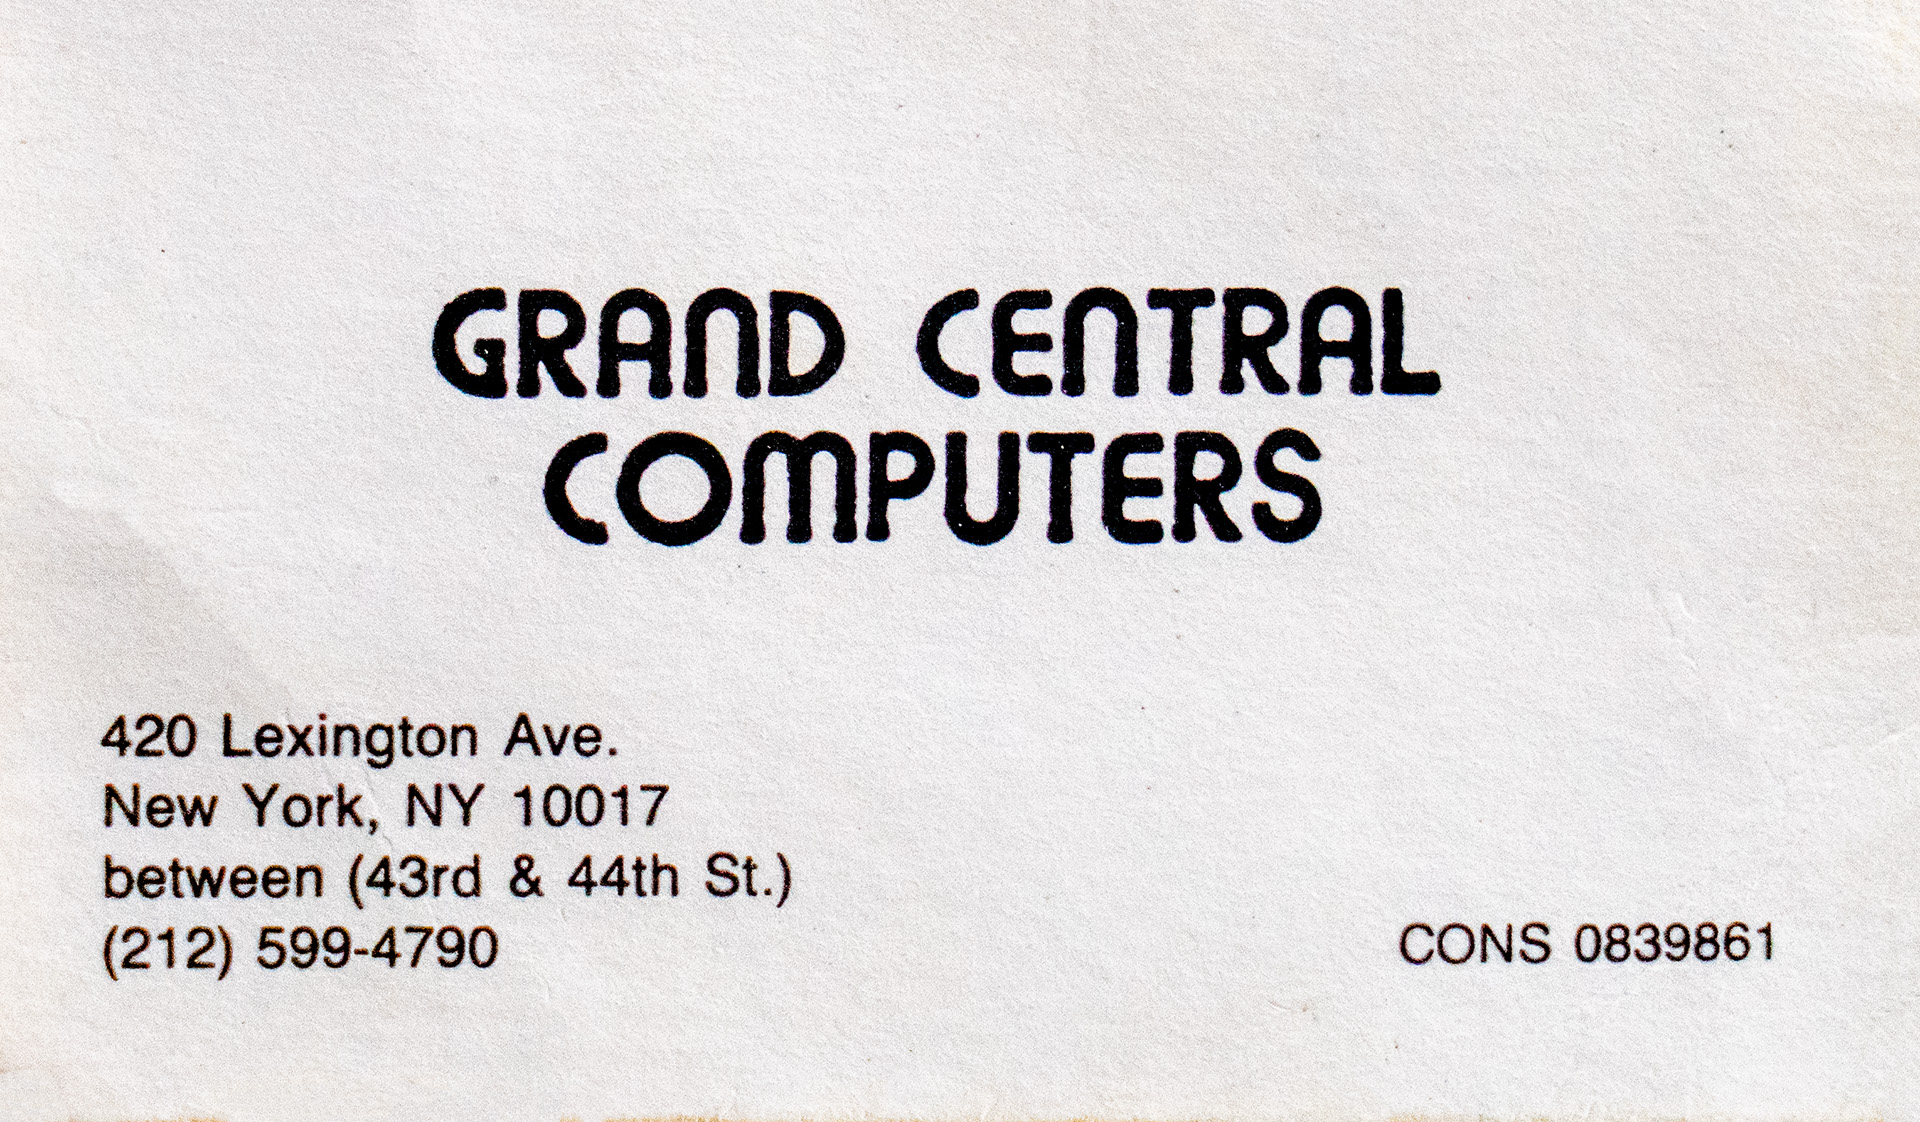 GRAND CENTRAL
COMPUTERS
420 Lexington Ave.
New York, NY 10017
between (43rd & 44th St.)
(212) 599-4790
CONS 0839861